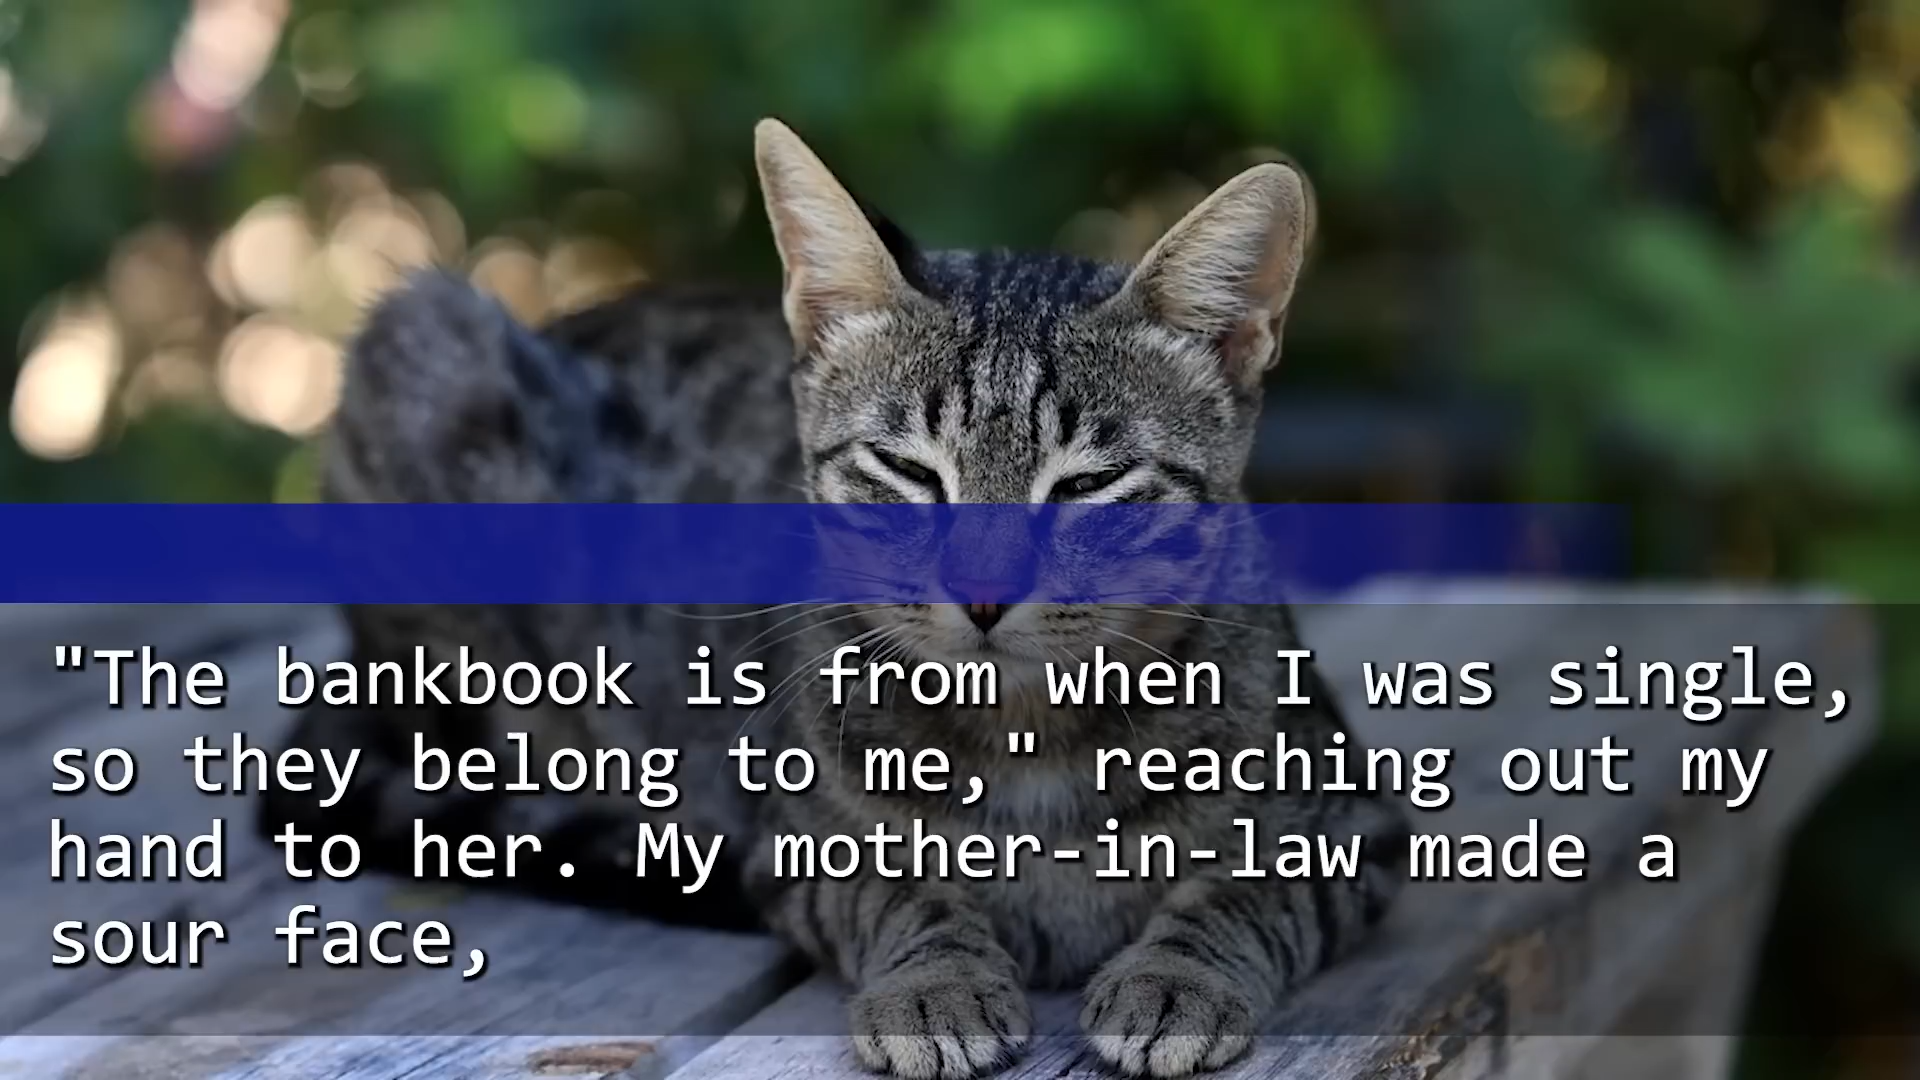 "The bankbook is from when I was single,
so they belong to me," reaching out my
hand to her. My mother-in-law made a
sour face,